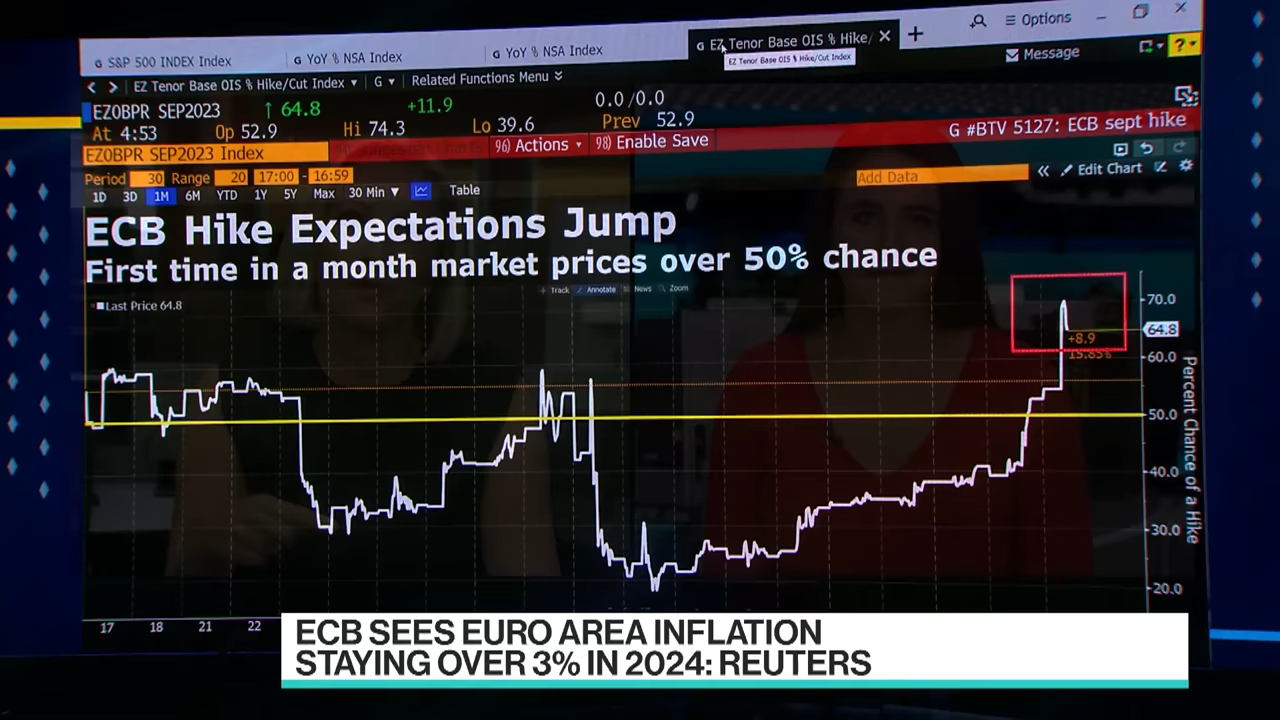 G S&P 500 INDEX Index
G YoY % NSA Index
G YoY % NSA Index
G EZ Tenor Base OIS % Hike/
Options
EZ Tenor Base OIS % Hike/Cut Index
Message
EZ Tenor Base OIS % Hike/Cut Index G Related Functions Menu
EZ0BPR SEP2023 ↑ 64.8 +11.9 0.0/0.0
At 4:53 Op 52.9 Hi 74.3 Lo 39.6 Prev 52.9
G #BTV 5127: ECB sept hike
EZ0BPR SEP2023 Index 96) Actions 98) Enable Save
Period 30 Range 20 17:00 - 16:59
Add Data
« Edit Chart
1D 3D 1M 6M YTD 1Y 5Y Max 30 Min Table
ECB Hike Expectations Jump
First time in a month market prices over 50% chance
Track Annotate News Zoom
Last Price 64.8
70.0
64.8
+8.9
15.85%
60.0
50.0
40.0
30.0
20.0
Percent Chance of a Hike
17 18 21 22
ECB SEES EURO AREA INFLATION
STAYING OVER 3% IN 2024: REUTERS